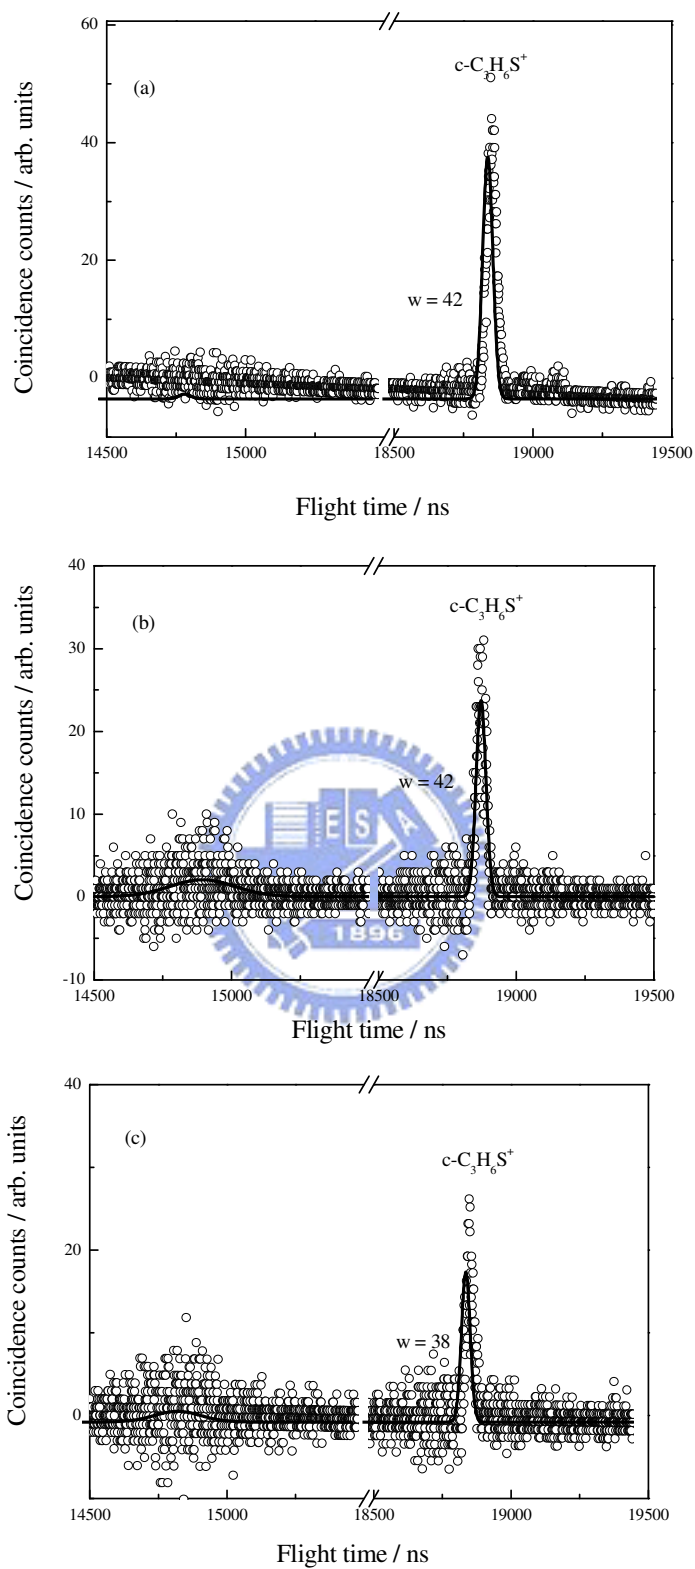 60
c-C₃H₆S⁺
(a)
Coincidence counts / arb. units
40
20
w = 42
0
14500 15000 18500 19000 19500
Flight time / ns
40
c-C₃H₆S⁺
(b)
Coincidence counts / arb. units
30
20
w = 42
E S A
10
0
1896
-10
14500 15000 18500 19000 19500
Flight time / ns
40
c-C₃H₆S⁺
(c)
Coincidence counts / arb. units
20
w = 38
0
14500 15000 18500 19000 19500
Flight time / ns